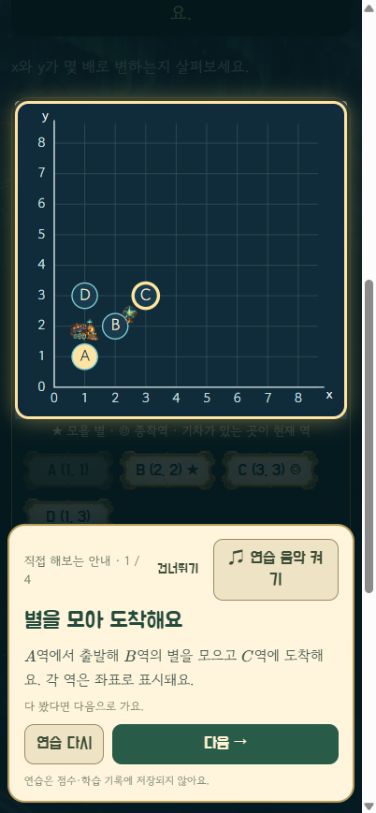 요.
x와 y가 몇 배로 변하는지 살펴보세요.
y
8
7
6
5
4
3
2
1
0
D
C
B
A
0 1 2 3 4 5 6 7 8 x
★ 모을 별 · ◎ 종착역 · 기차가 있는 곳이 현재 역
A (1, 1) B (2, 2) ★ C (3, 3) ◎
D (1, 3)
직접 해보는 안내 · 1 / 4
건너뛰기
♫ 연습 음악 켜기
별을 모아 도착해요
A역에서 출발해 B역의 별을 모으고 C역에 도착해
요. 각 역은 좌표로 표시돼요.
다 봤다면 다음으로 가요.
연습 다시 다음 →
연습은 점수·학습 기록에 저장되지 않아요.